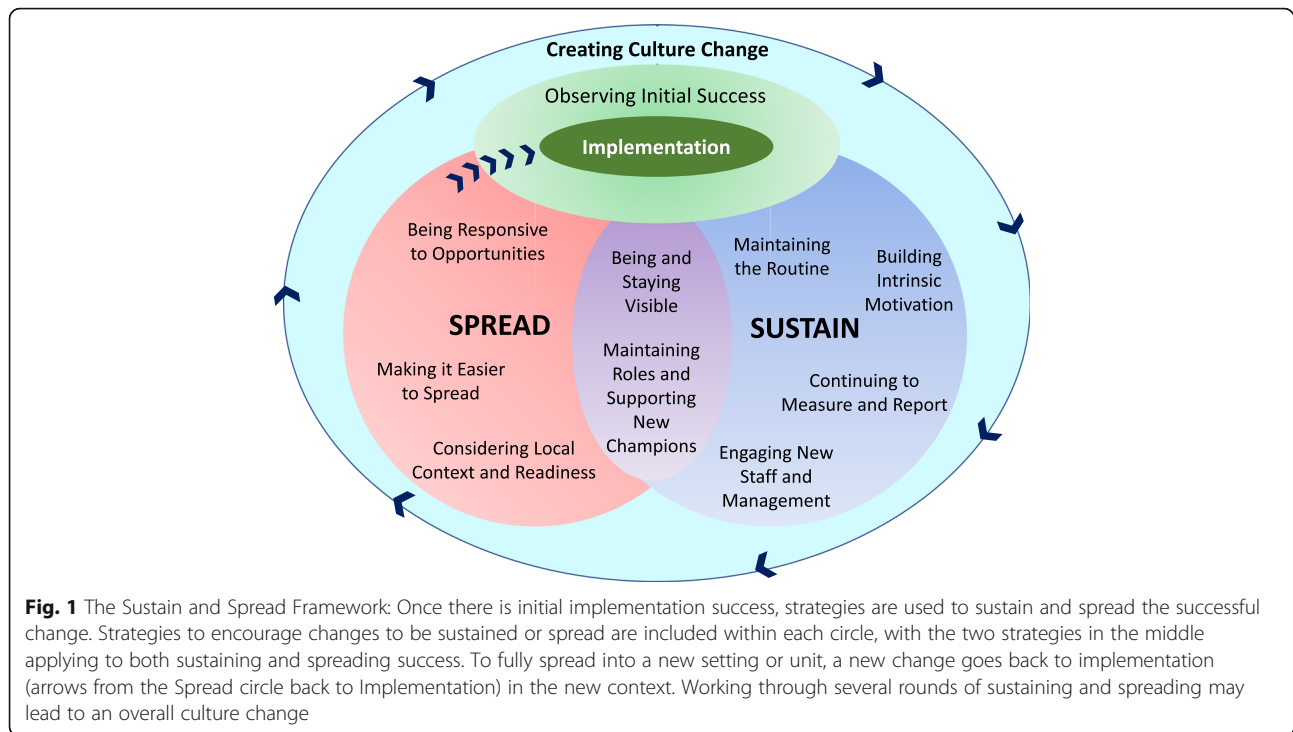 Creating Culture Change
Observing Initial Success
Implementation
Being Responsive
to Opportunities
SPREAD
Making it Easier
to Spread
Considering Local
Context and Readiness
Being and
Staying
Visible
Maintaining
Roles and
Supporting
New
Champions
Maintaining
the Routine
Building
Intrinsic
Motivation
SUSTAIN
Continuing to
Measure and Report
Engaging New
Staff and
Management
Fig. 1 The Sustain and Spread Framework: Once there is initial implementation success, strategies are used to sustain and spread the successful
change. Strategies to encourage changes to be sustained or spread are included within each circle, with the two strategies in the middle
applying to both sustaining and spreading success. To fully spread into a new setting or unit, a new change goes back to implementation
(arrows from the Spread circle back to Implementation) in the new context. Working through several rounds of sustaining and spreading may
lead to an overall culture change